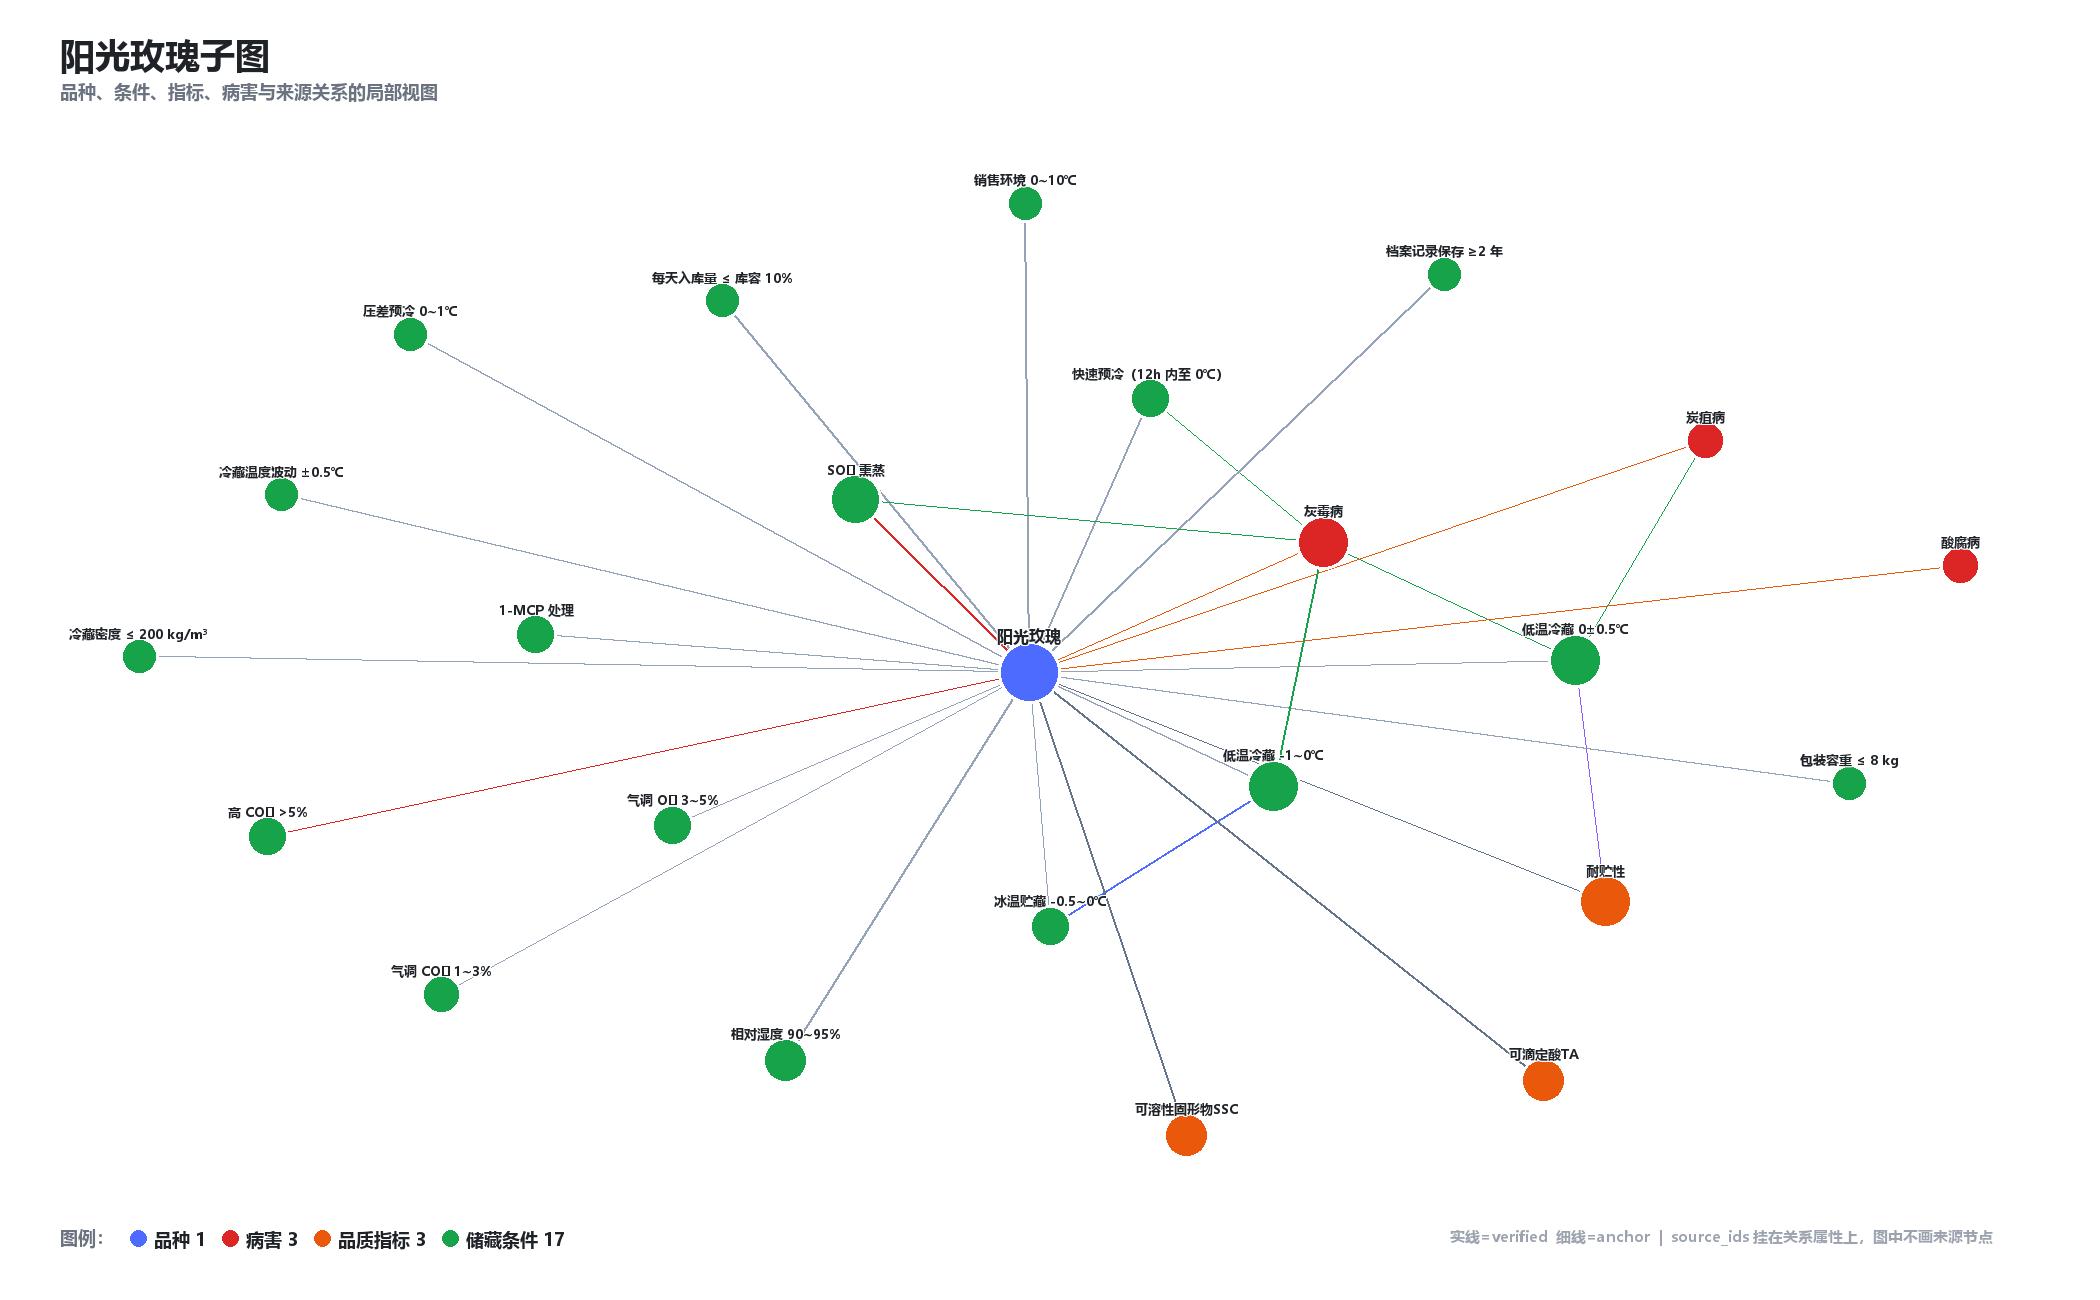 阳光玫瑰子图
品种、条件、指标、病害与来源关系的局部视图
销售环境 0~10℃
档案记录保存 ≥2 年
每天入库量 ≤ 库容 10%
压差预冷 0~1℃
快速预冷（12h 内至 0℃）
炭疽病
冷藏温度波动 ±0.5℃
SO□ 熏蒸
灰霉病
酸腐病
1-MCP 处理
低温冷藏 0±0.5℃
冷藏密度 ≤ 200 kg/m³
阳光玫瑰
低温冷藏 -1~0℃
包装容重 ≤ 8 kg
气调 O□ 3~5%
高 CO□ >5%
耐贮性
冰温贮藏 -0.5~0℃
气调 CO□ 1~3%
相对湿度 90~95%
可滴定酸TA
可溶性固形物SSC
图例： 品种 1 病害 3 品质指标 3 储藏条件 17
实线=verified 细线=anchor | source_ids 挂在关系属性上，图中不画来源节点